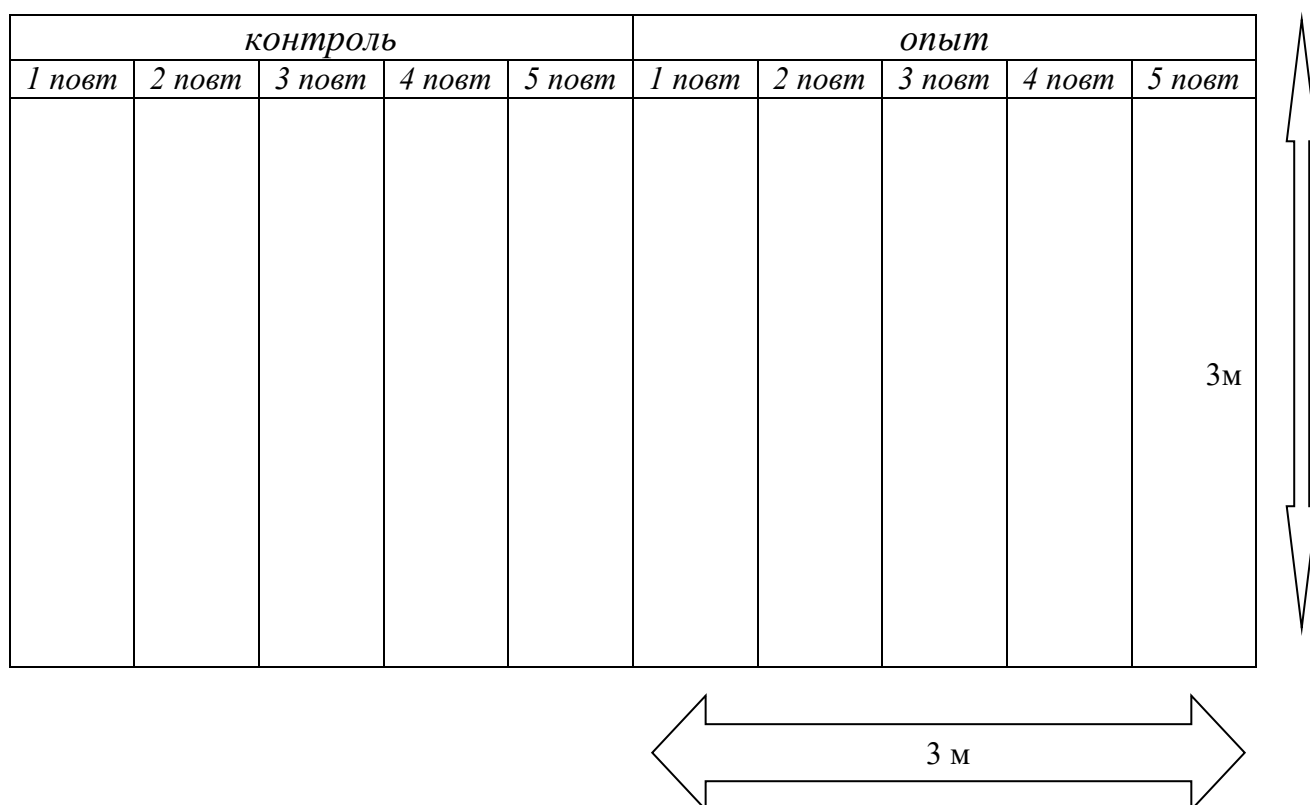 контроль опыт
1 повт 2 повт 3 повт 4 повт 5 повт 1 повт 2 повт 3 повт 4 повт 5 повт
3м
3 м